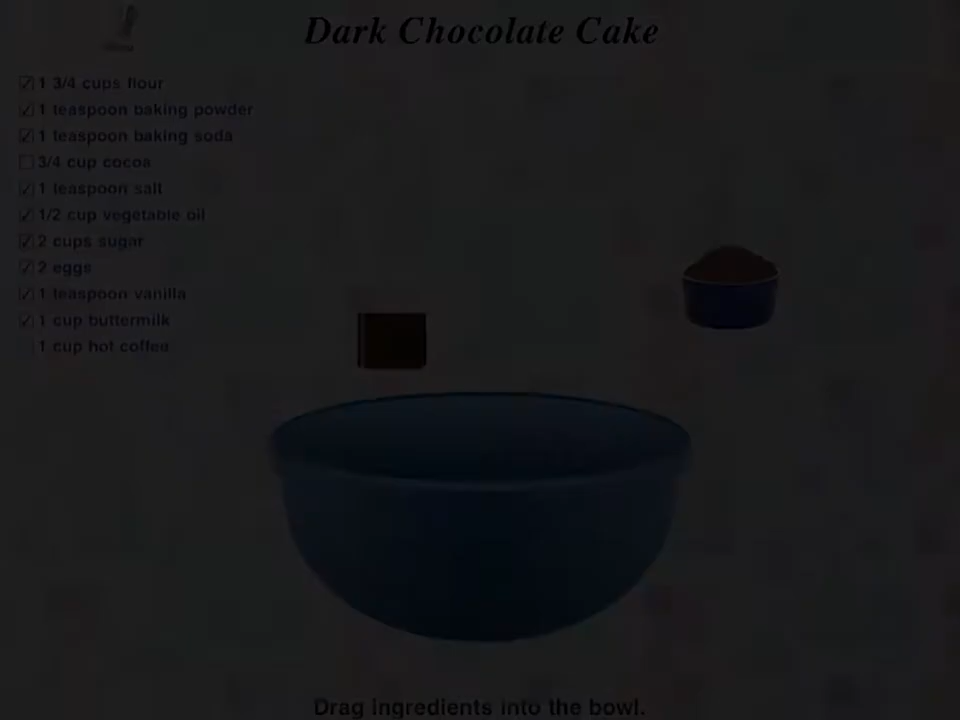 Dark Chocolate Cake
1 3/4 cups flour
1 teaspoon baking powder
1 teaspoon baking soda
3/4 cup cocoa
1 teaspoon salt
1/2 cup vegetable oil
2 cups sugar
2 eggs
1 teaspoon vanilla
1 cup buttermilk
1 cup hot coffee
Drag ingredients into the bowl.